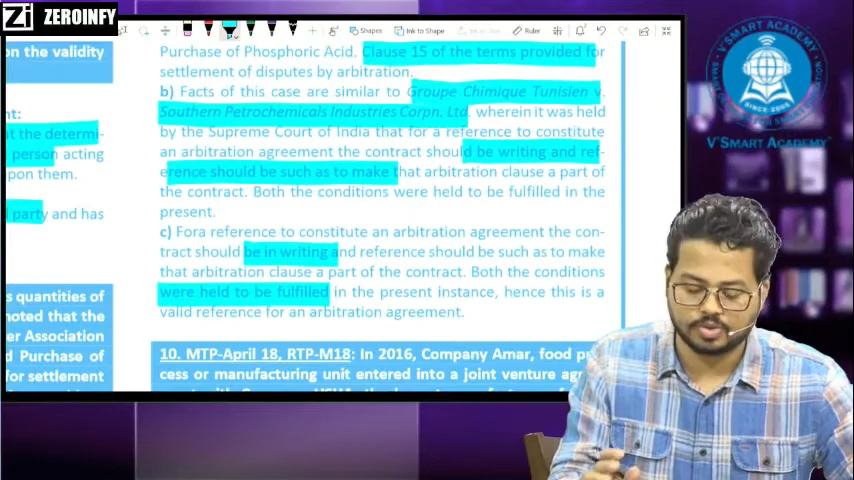 Zi ZEROINFY
Shapes
Ink to Shape
Ruler
on the validity
nt:
at the determi-
person acting
pon them.
l party and has
s quantities of
noted that the
er Association
d Purchase of
for settlement
Purchase of Phosphoric Acid. Clause 15 of the terms provided for
settlement of disputes by arbitration.
b) Facts of this case are similar to Groupe Chimique Tunisien v.
Southern Petrochemicals Industries Corpn. Ltd. wherein it was held
by the Supreme Court of India that for a reference to constitute
an arbitration agreement the contract should be writing and ref-
erence should be such as to make that arbitration clause a part of
the contract. Both the conditions were held to be fulfilled in the
present.
c) Fora reference to constitute an arbitration agreement the con-
tract should be in writing and reference should be such as to make
that arbitration clause a part of the contract. Both the conditions
were held to be fulfilled in the present instance, hence this is a
valid reference for an arbitration agreement.
10. MTP-April 18, RTP-M18: In 2016, Company Amar, food pr
cess or manufacturing unit entered into a joint venture agr
V'SMART ACADEMY
SINCE:2005
V'SMART ACADEMY